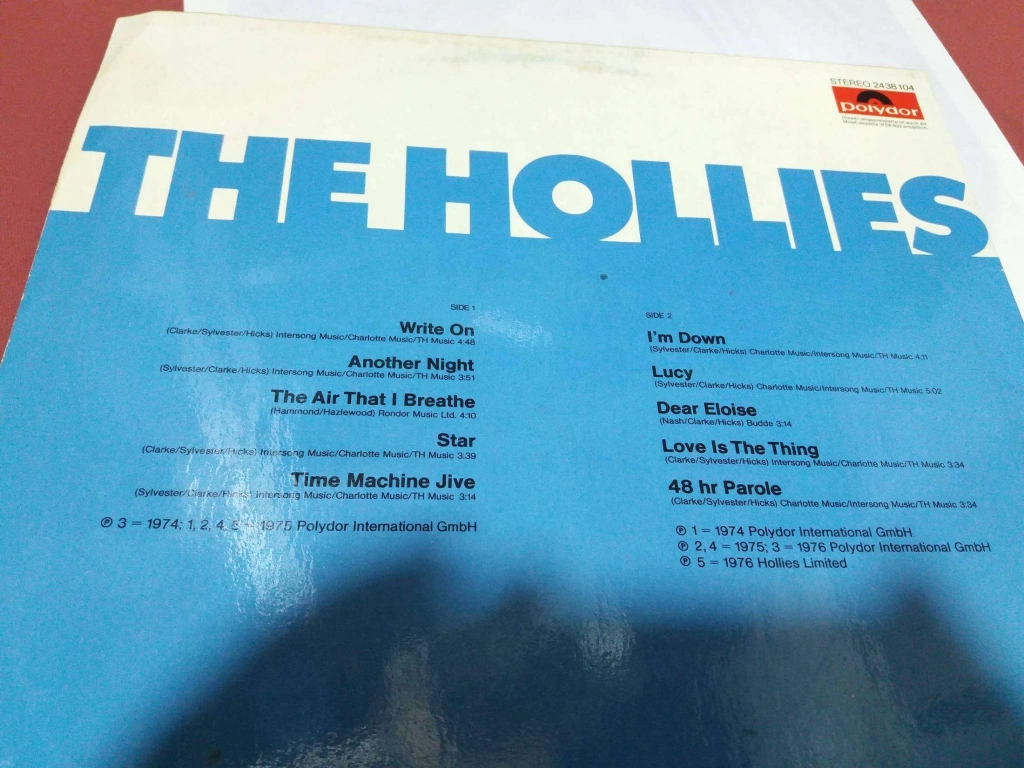 STEREO 2438 104
polydor
THE HOLLIES
SIDE 1
Write On
(Clarke/Sylvester/Hicks) Intersong Music/Charlotte Music/TH Music 4:48
Another Night
(Sylvester/Clarke/Hicks) Intersong Music/Charlotte Music/TH Music 3:51
The Air That I Breathe
(Hammond/Hazlewood) Rondor Music Ltd. 4:10
Star
(Clarke/Sylvester/Hicks) Intersong Music/Charlotte Music/TH Music 3:39
Time Machine Jive
(Sylvester/Clarke/Hicks) Intersong Music/Charlotte Music/TH Music 3:14
℗ 3 = 1974; 1, 2, 4, 5 = 1975 Polydor International GmbH
SIDE 2
I'm Down
(Sylvester/Clarke/Hicks) Charlotte Music/Intersong Music/TH Music 4:11
Lucy
(Sylvester/Clarke/Hicks) Charlotte Music/Intersong Music/TH Music 5:02
Dear Eloise
(Nash/Clarke/Hicks) Budde 3:14
Love Is The Thing
(Clarke/Sylvester/Hicks) Intersong Music/Charlotte Music/TH Music 3:34
48 hr Parole
(Clarke/Sylvester/Hicks) Charlotte Music/Intersong Music/TH Music 3:34
℗ 1 = 1974 Polydor International GmbH
℗ 2, 4 = 1975; 3 = 1976 Polydor International GmbH
℗ 5 = 1976 Hollies Limited